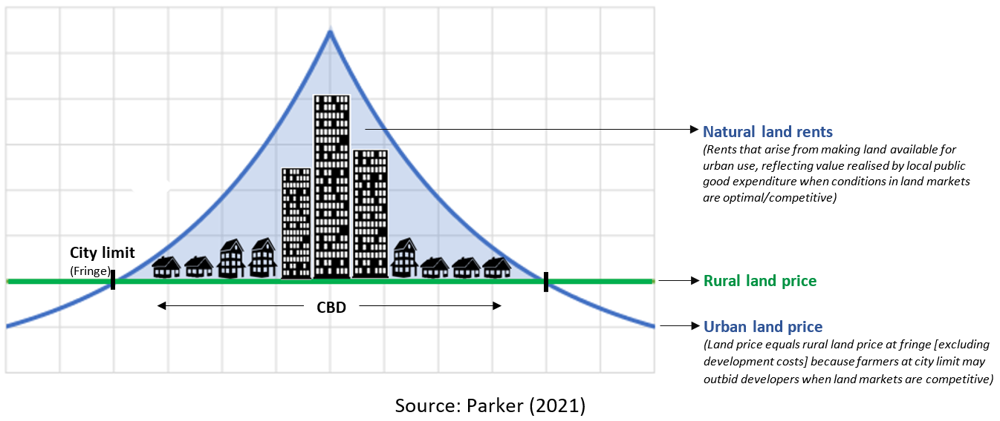 Natural land rents
(Rents that arise from making land available for
urban use, reflecting value realised by local public
good expenditure when conditions in land markets
are optimal/competitive)
City limit
(Fringe)
Rural land price
CBD
Urban land price
(Land price equals rural land price at fringe [excluding
development costs] because farmers at city limit may
outbid developers when land markets are competitive)
Source: Parker (2021)